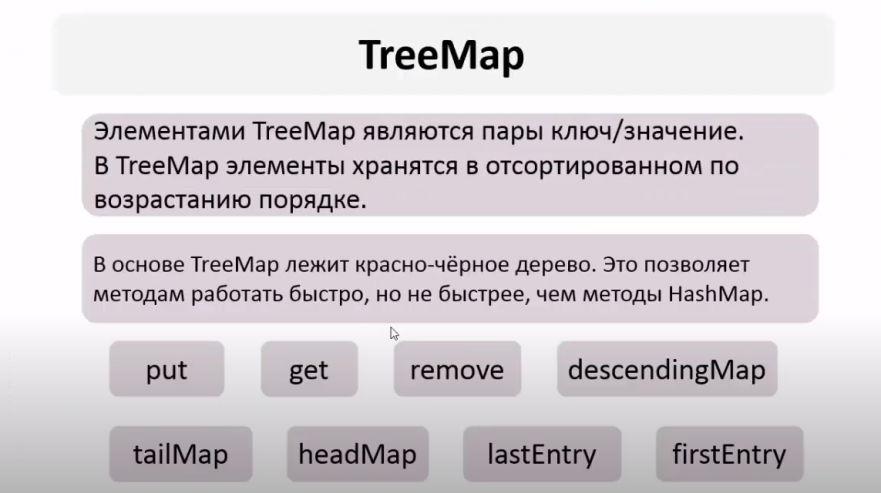 TreeMap
Элементами TreeMap являются пары ключ/значение.
В TreeMap элементы хранятся в отсортированном по
возрастанию порядке.
В основе TreeMap лежит красно-чёрное дерево. Это позволяет
методам работать быстро, но не быстрее, чем методы HashMap.
put get remove descendingMap
tailMap headMap lastEntry firstEntry